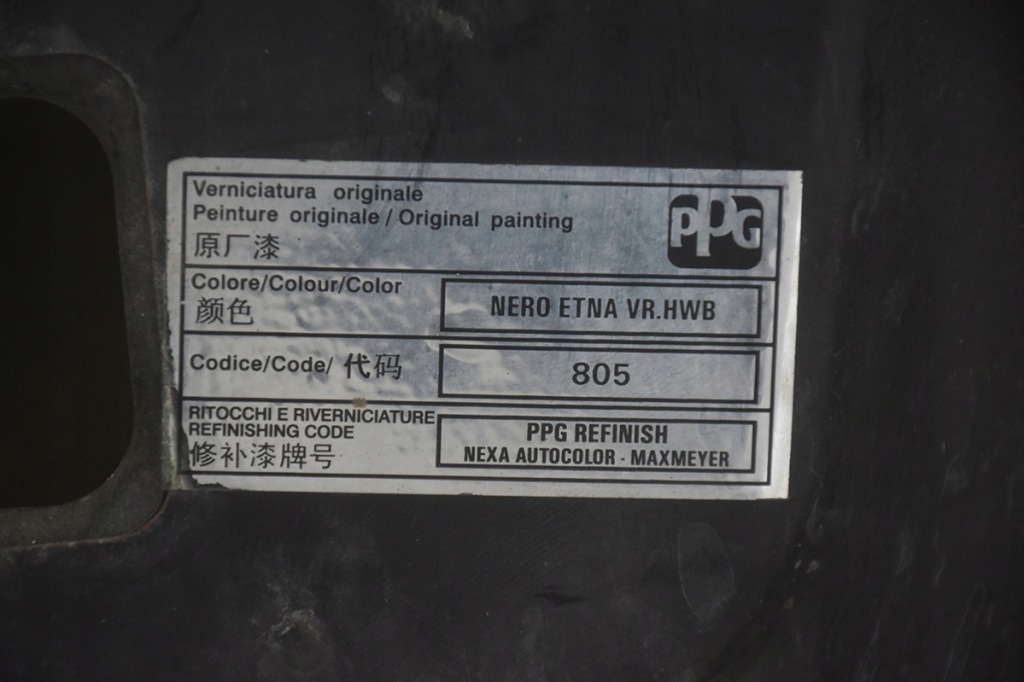 Verniciatura originale
Peinture originale / Original painting
原厂漆
PPG
Colore/Colour/Color
颜色
NERO ETNA VR.HWB
Codice/Code/ 代码
805
RITOCCHI E RIVERNICIATURE
REFINISHING CODE
修补漆牌号
PPG REFINISH
NEXA AUTOCOLOR - MAXMEYER